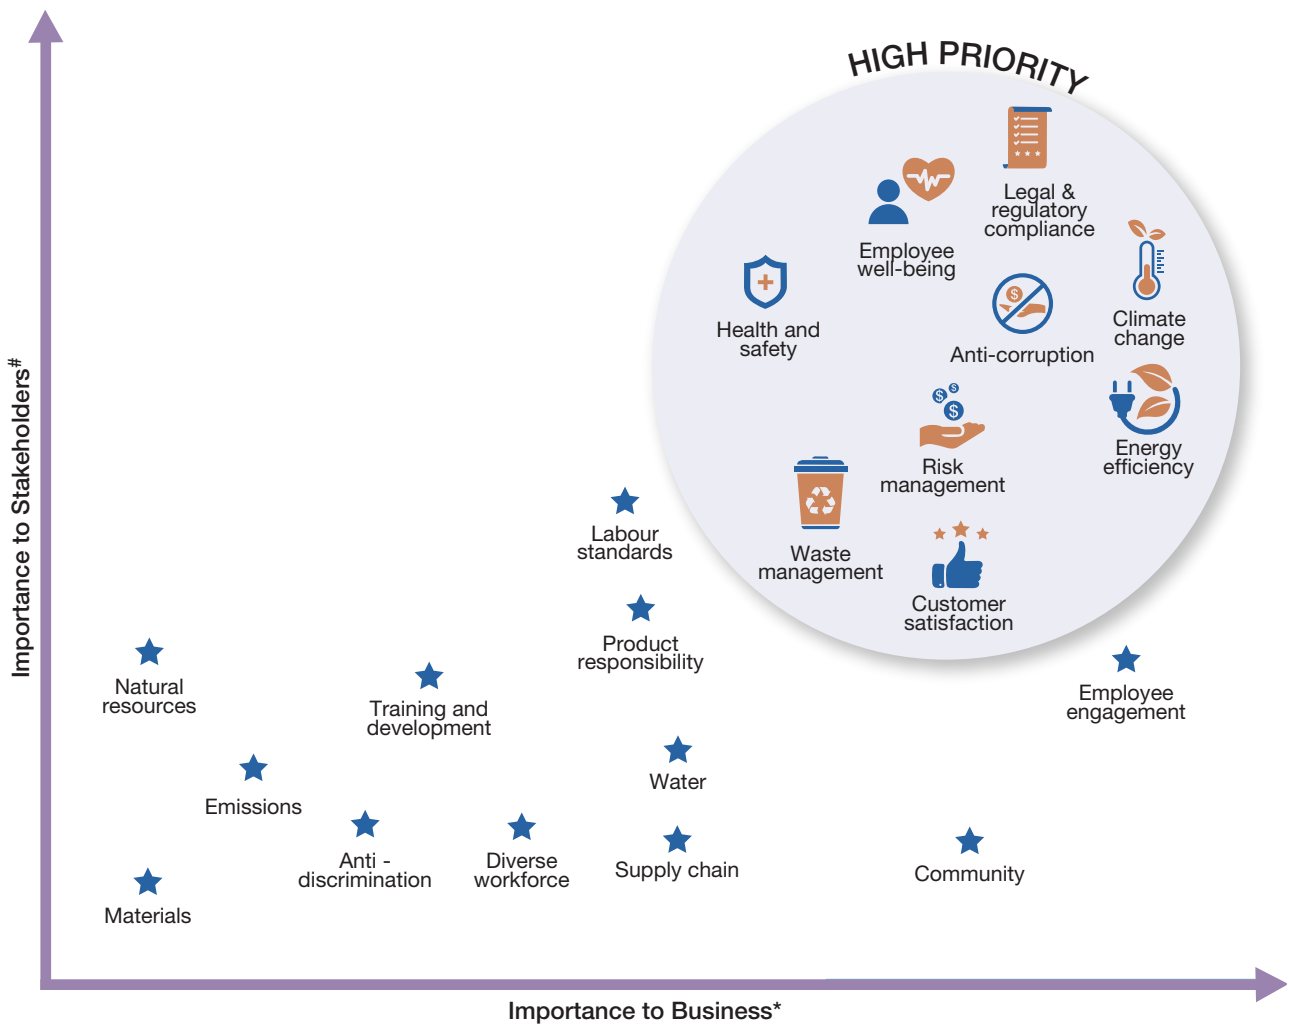 HIGH PRIORITY
Legal &
regulatory
compliance
Employee
well-being
Health and
safety
Climate
change
Anti-corruption
Energy
efficiency
Risk
management
Waste
management
Customer
satisfaction
Labour
standards
Product
responsibility
Natural
resources
Training and
development
Employee
engagement
Water
Emissions
Anti -
discrimination
Diverse
workforce
Supply chain
Community
Materials
Importance to Stakeholders#
Importance to Business*